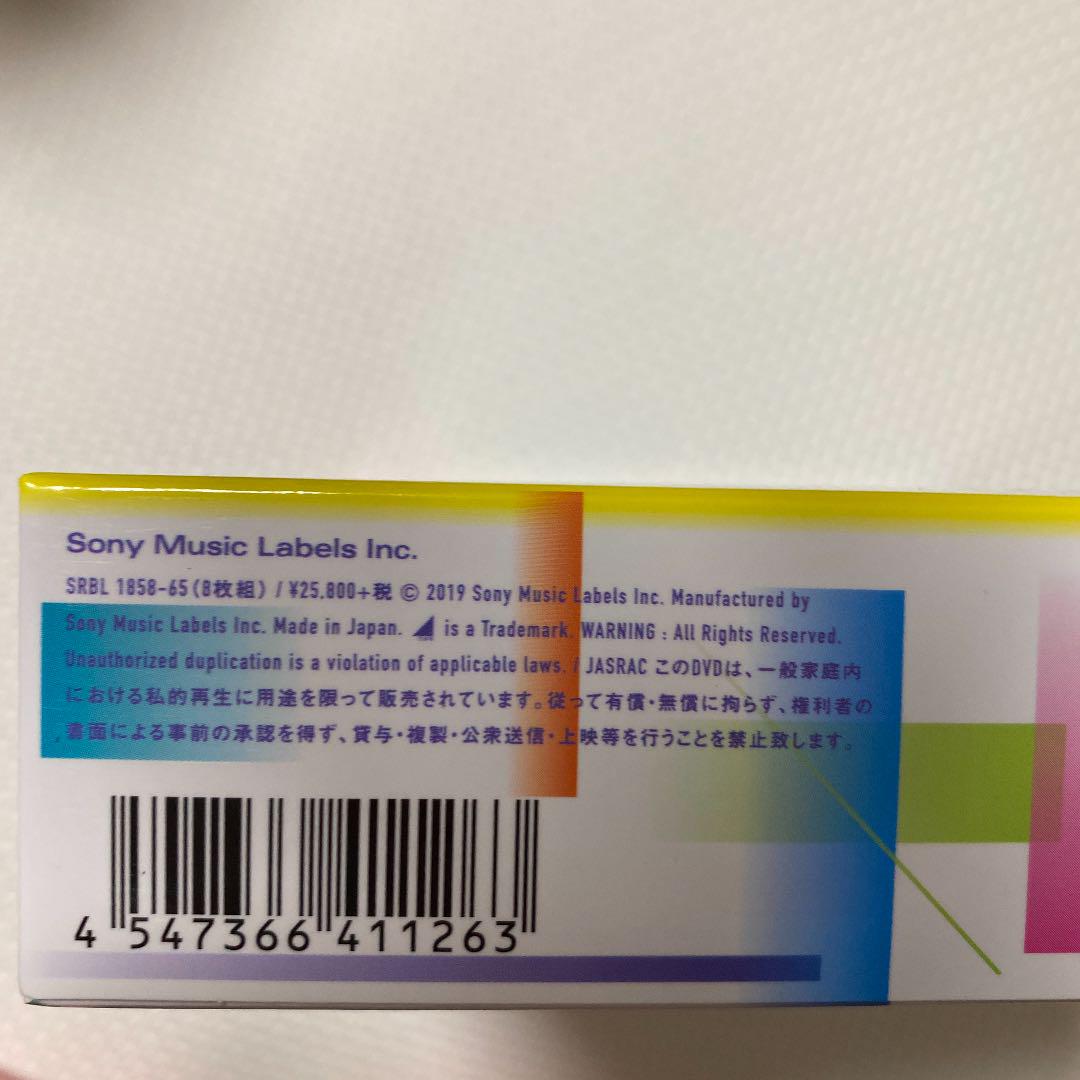 Sony Music Labels Inc.
SRBL 1858-65(8枚組) / ¥25,800+税 © 2019 Sony Music Labels Inc. Manufactured by
Sony Music Labels Inc. Made in Japan. is a Trademark. WARNING : All Rights Reserved.
Unauthorized duplication is a violation of applicable laws. / JASRAC このDVDは、一般家庭内
における私的再生に用途を限って販売されています。従って有償・無償に拘らず、権利者の
書面による事前の承認を得ず、貸与・複製・公衆送信・上映等を行うことを禁止致します。
4 547366 411263